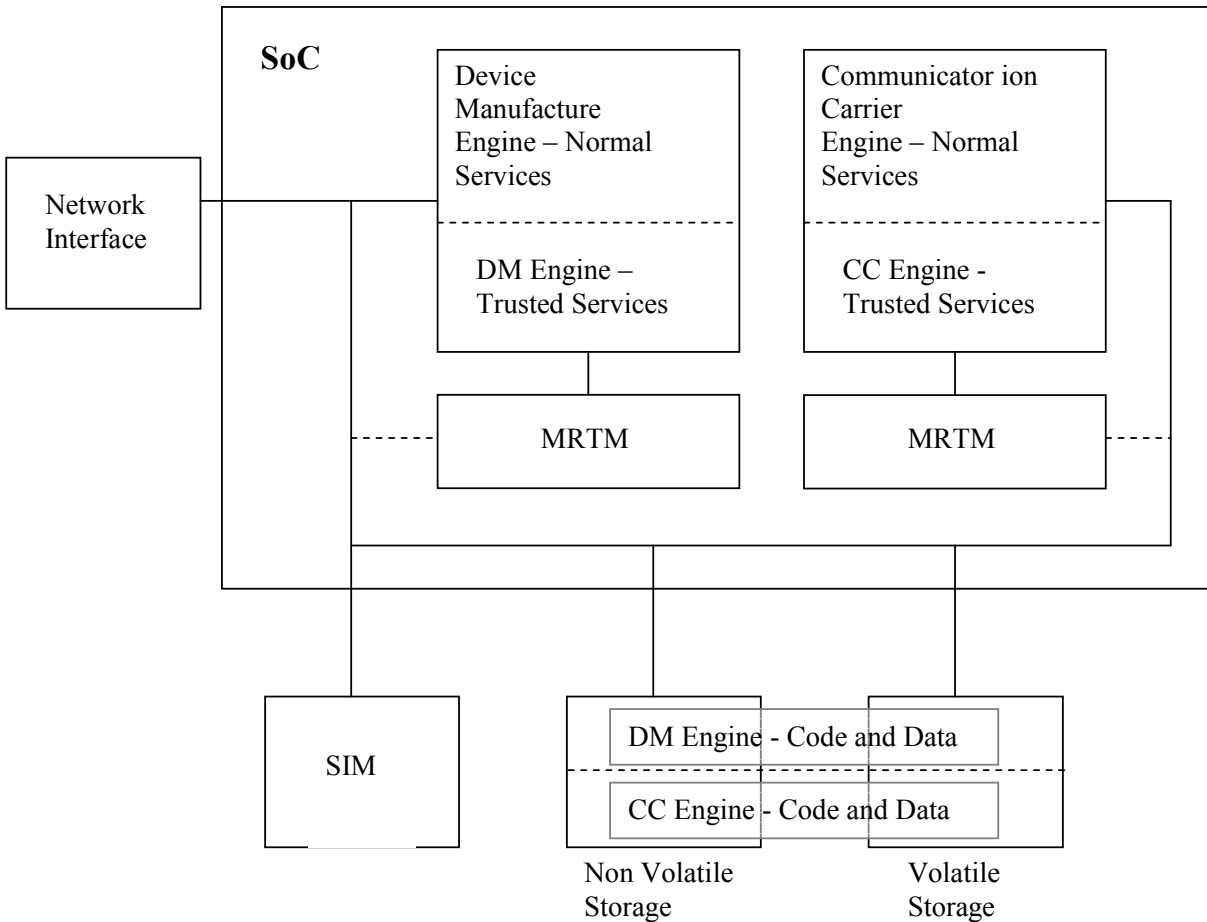 SoC
Device
Manufacture
Engine – Normal
Services
Communicator ion
Carrier
Engine – Normal
Services
Network
Interface
DM Engine –
Trusted Services
CC Engine -
Trusted Services
MRTM
MRTM
SIM
DM Engine - Code and Data
CC Engine - Code and Data
Non Volatile
Storage
Volatile
Storage